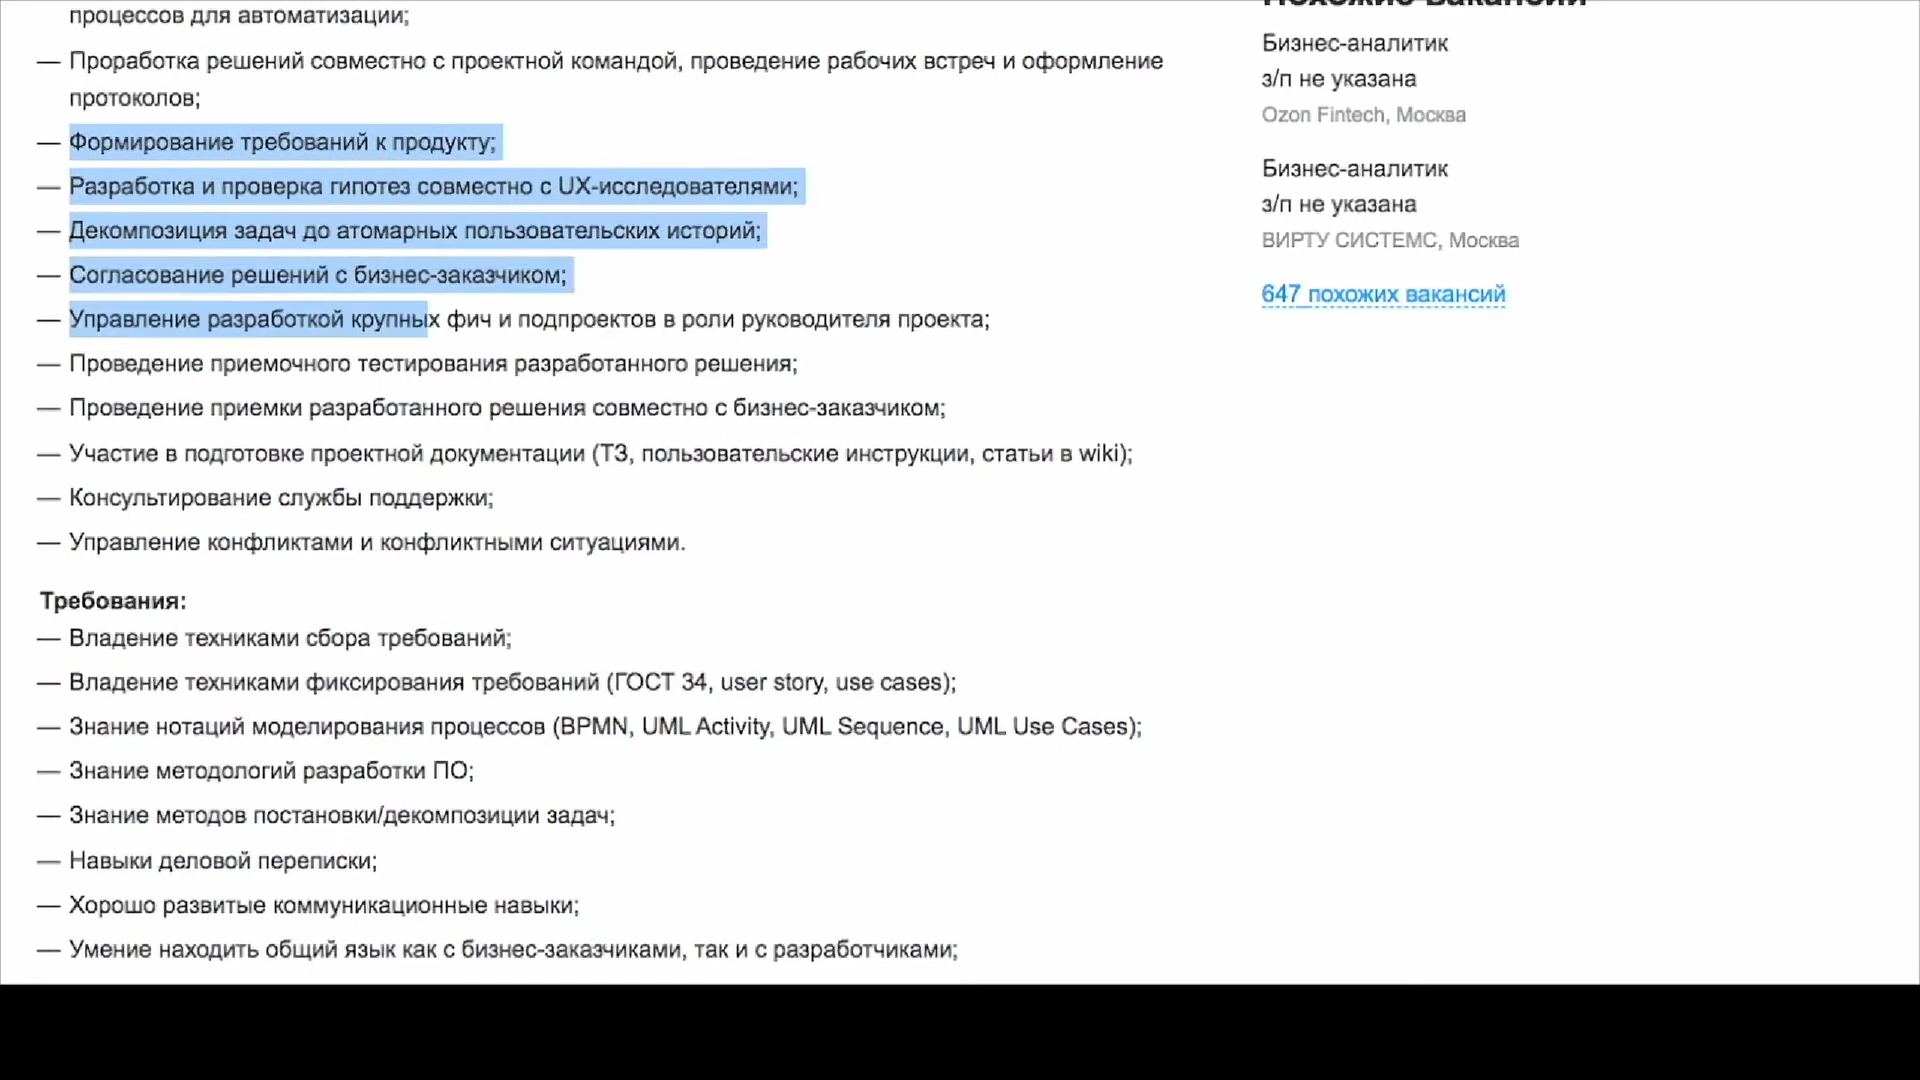 процессов для автоматизации;
— Проработка решений совместно с проектной командой, проведение рабочих встреч и оформление
протоколов;
— Формирование требований к продукту;
— Разработка и проверка гипотез совместно с UX-исследователями;
— Декомпозиция задач до атомарных пользовательских историй;
— Согласование решений с бизнес-заказчиком;
— Управление разработкой крупных фич и подпроектов в роли руководителя проекта;
— Проведение приемочного тестирования разработанного решения;
— Проведение приемки разработанного решения совместно с бизнес-заказчиком;
— Участие в подготовке проектной документации (ТЗ, пользовательские инструкции, статьи в wiki);
— Консультирование службы поддержки;
— Управление конфликтами и конфликтными ситуациями.
Требования:
— Владение техниками сбора требований;
— Владение техниками фиксирования требований (ГОСТ 34, user story, use cases);
— Знание нотаций моделирования процессов (BPMN, UML Activity, UML Sequence, UML Use Cases);
— Знание методологий разработки ПО;
— Знание методов постановки/декомпозиции задач;
— Навыки деловой переписки;
— Хорошо развитые коммуникационные навыки;
— Умение находить общий язык как с бизнес-заказчиками, так и с разработчиками;
Похожие вакансии
Бизнес-аналитик
з/п не указана
Ozon Fintech, Москва
Бизнес-аналитик
з/п не указана
ВИРТУ СИСТЕМС, Москва
647 похожих вакансий